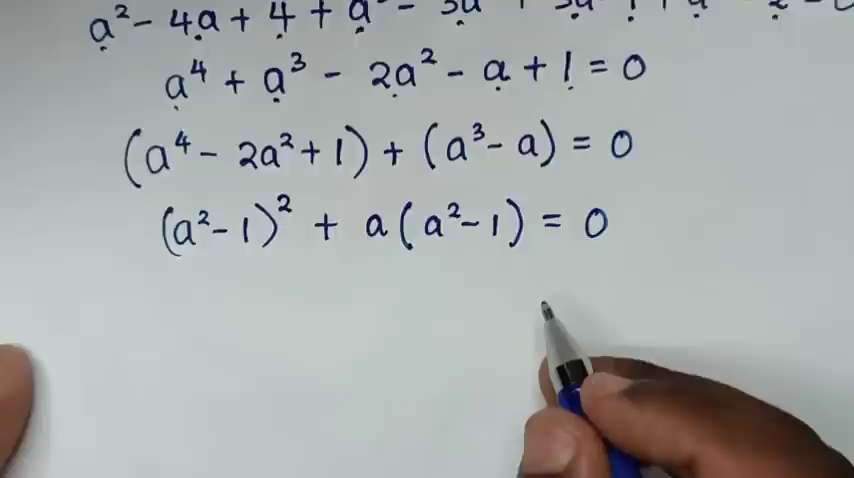 a² - 4a + 4 + a
a⁴ + a³ - 2a² - a + 1 = 0
(a⁴ - 2a² + 1) + (a³ - a) = 0
(a² - 1)² + a(a² - 1) = 0